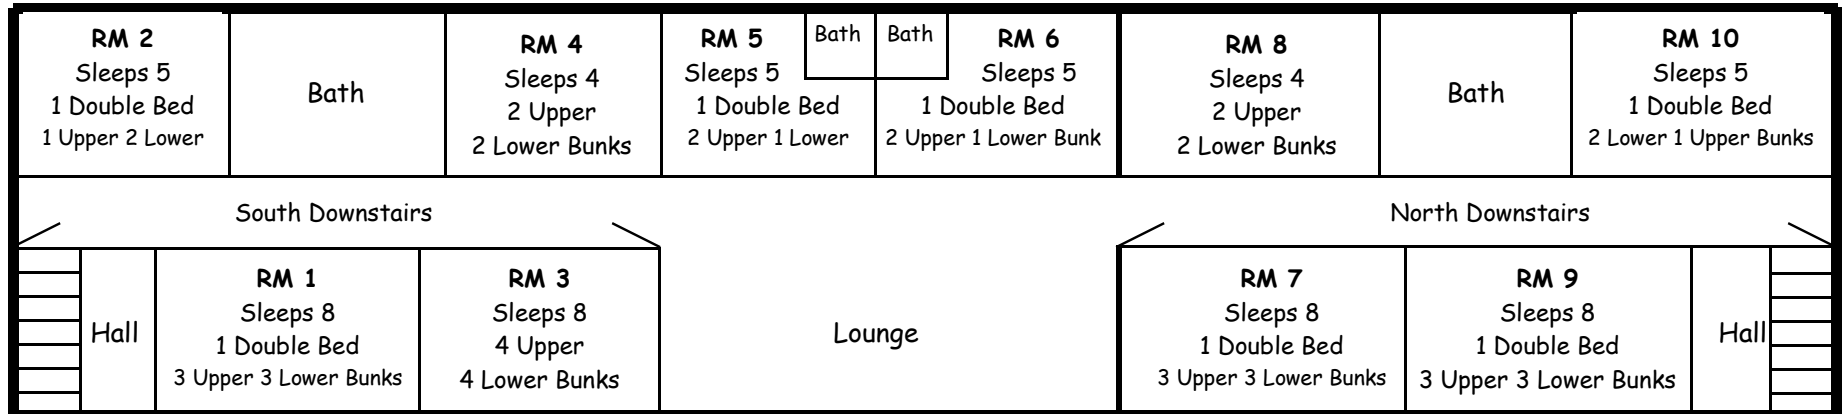 RM 2
Sleeps 5
1 Double Bed
1 Upper 2 Lower
Bath
RM 4
Sleeps 4
2 Upper
2 Lower Bunks
RM 5
Sleeps 5
1 Double Bed
2 Upper 1 Lower
Bath
Bath
RM 6
Sleeps 5
1 Double Bed
2 Upper 1 Lower Bunk
RM 8
Sleeps 4
2 Upper
2 Lower Bunks
Bath
RM 10
Sleeps 5
1 Double Bed
2 Lower 1 Upper Bunks
South Downstairs
North Downstairs
Hall
RM 1
Sleeps 8
1 Double Bed
3 Upper 3 Lower Bunks
RM 3
Sleeps 8
4 Upper
4 Lower Bunks
Lounge
RM 7
Sleeps 8
1 Double Bed
3 Upper 3 Lower Bunks
RM 9
Sleeps 8
1 Double Bed
3 Upper 3 Lower Bunks
Hall